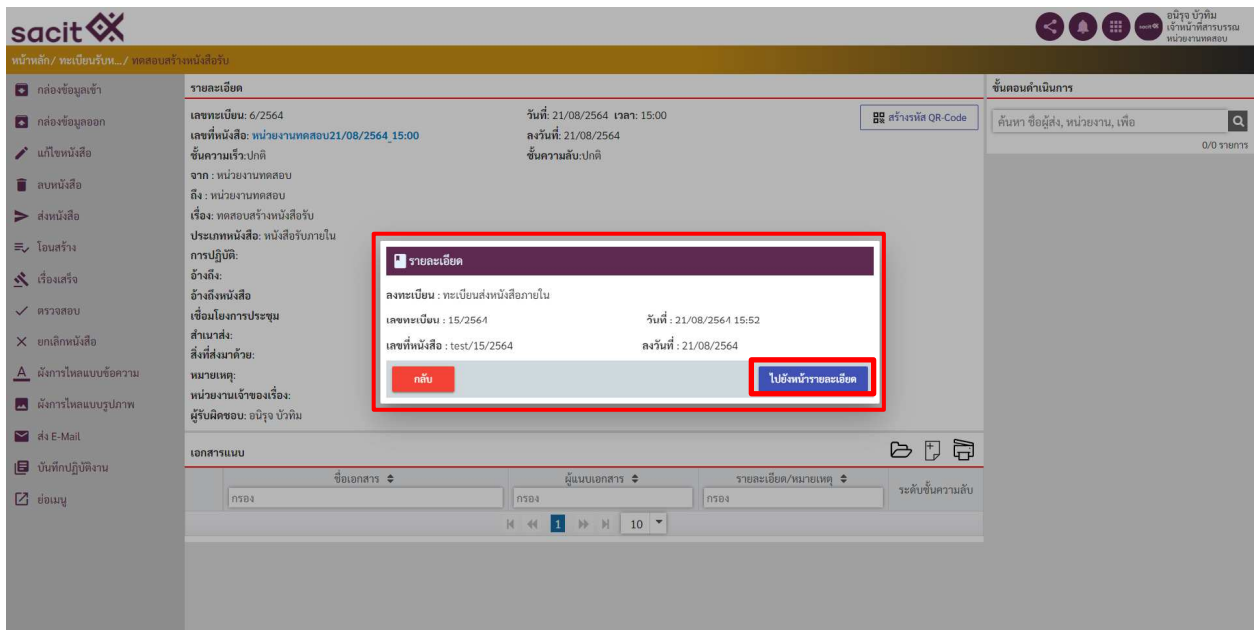 sacit
อนิรุจ บัวทิม
เจ้าหน้าที่สารบรรณ
หน่วยงานทดสอบ
หน้าหลัก/ ทะเบียนรับห.../ ทดสอบสร้างหนังสือรับ
กล่องข้อมูลเข้า
กล่องข้อมูลออก
แก้ไขหนังสือ
ลบหนังสือ
ส่งหนังสือ
โอนสร้าง
เรื่องเสร็จ
ตรวจสอบ
ยกเลิกหนังสือ
ผังการไหลแบบข้อความ
ผังการไหลแบบรูปภาพ
ส่ง E-Mail
บันทึกปฏิบัติงาน
ย่อเมนู
รายละเอียด
เลขทะเบียน: 6/2564 วันที่: 21/08/2564 เวลา: 15:00 สร้างรหัส QR-Code
เลขที่หนังสือ: หน่วยงานทดสอบ21/08/2564_15:00 ลงวันที่: 21/08/2564
ชั้นความเร็ว:ปกติ ชั้นความลับ:ปกติ
จาก : หน่วยงานทดสอบ
ถึง : หน่วยงานทดสอบ
เรื่อง: ทดสอบสร้างหนังสือรับ
ประเภทหนังสือ: หนังสือรับภายใน
การปฏิบัติ:
อ้างถึง:
อ้างถึงหนังสือ
เชื่อมโยงการประชุม
สำเนาส่ง:
สิ่งที่ส่งมาด้วย:
หมายเหตุ:
หน่วยงานเจ้าของเรื่อง:
ผู้รับผิดชอบ: อนิรุจ บัวทิม
รายละเอียด
ลงทะเบียน : ทะเบียนส่งหนังสือภายใน
เลขทะเบียน : 15/2564 วันที่ : 21/08/2564 15:52
เลขที่หนังสือ : test/15/2564 ลงวันที่ : 21/08/2564
กลับ ไปยังหน้ารายละเอียด
เอกสารแนบ
ชื่อเอกสาร ผู้แนบเอกสาร รายละเอียด/หมายเหตุ ระดับชั้นความลับ
กรอง กรอง กรอง
1 10
ขั้นตอนดำเนินการ
ค้นหา ชื่อผู้ส่ง, หน่วยงาน, เพื่อ
0/0 รายการ